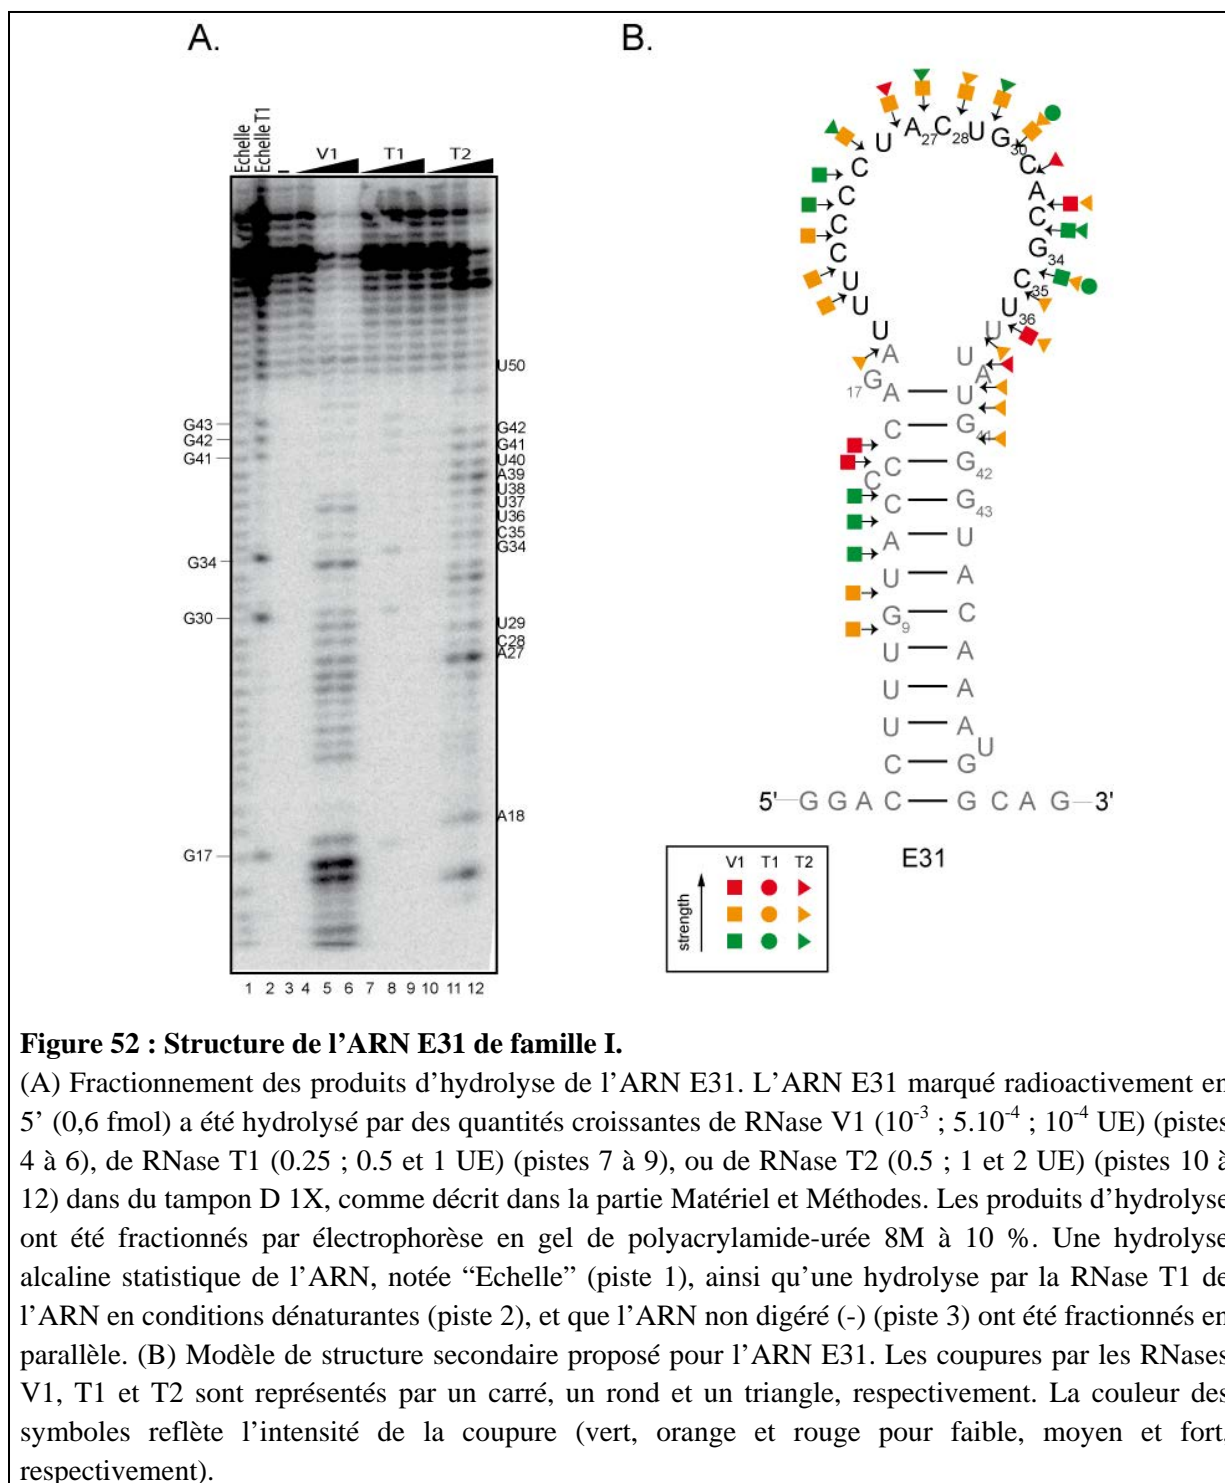 A.
B.
Echelle
Echelle T1
-
V1
T1
T2
G43
G42
G41
G34
G30
G17
U50
G42
G41
U40
A39
U38
U37
U36
C35
G34
U29
C28
A27
A18
1 2 3 4 5 6 7 8 9 10 11 12
U A 27 C 28 U G 30
C C
C A
C C
C G 34
U C 35
U U 36
U U
A U A
17 G
A U
C G 41
C G 42
C
C G 43
A U
U A
G 9 C
U A
U A
U A
U
C G
5' G G A C G C A G 3'
E31
V1 T1 T2
strength
Figure 52 : Structure de l'ARN E31 de famille I.
(A) Fractionnement des produits d'hydrolyse de l'ARN E31. L'ARN E31 marqué radioactivement en
5' (0,6 fmol) a été hydrolysé par des quantités croissantes de RNase V1 (10-3 ; 5.10-4 ; 10-4 UE) (pistes
4 à 6), de RNase T1 (0.25 ; 0.5 et 1 UE) (pistes 7 à 9), ou de RNase T2 (0.5 ; 1 et 2 UE) (pistes 10 à
12) dans du tampon D 1X, comme décrit dans la partie Matériel et Méthodes. Les produits d'hydrolyse
ont été fractionnés par électrophorèse en gel de polyacrylamide-urée 8M à 10 %. Une hydrolyse
alcaline statistique de l'ARN, notée “Echelle” (piste 1), ainsi qu'une hydrolyse par la RNase T1 de
l'ARN en conditions dénaturantes (piste 2), et que l'ARN non digéré (-) (piste 3) ont été fractionnés en
parallèle. (B) Modèle de structure secondaire proposé pour l'ARN E31. Les coupures par les RNases
V1, T1 et T2 sont représentés par un carré, un rond et un triangle, respectivement. La couleur des
symboles reflète l'intensité de la coupure (vert, orange et rouge pour faible, moyen et fort,
respectivement).